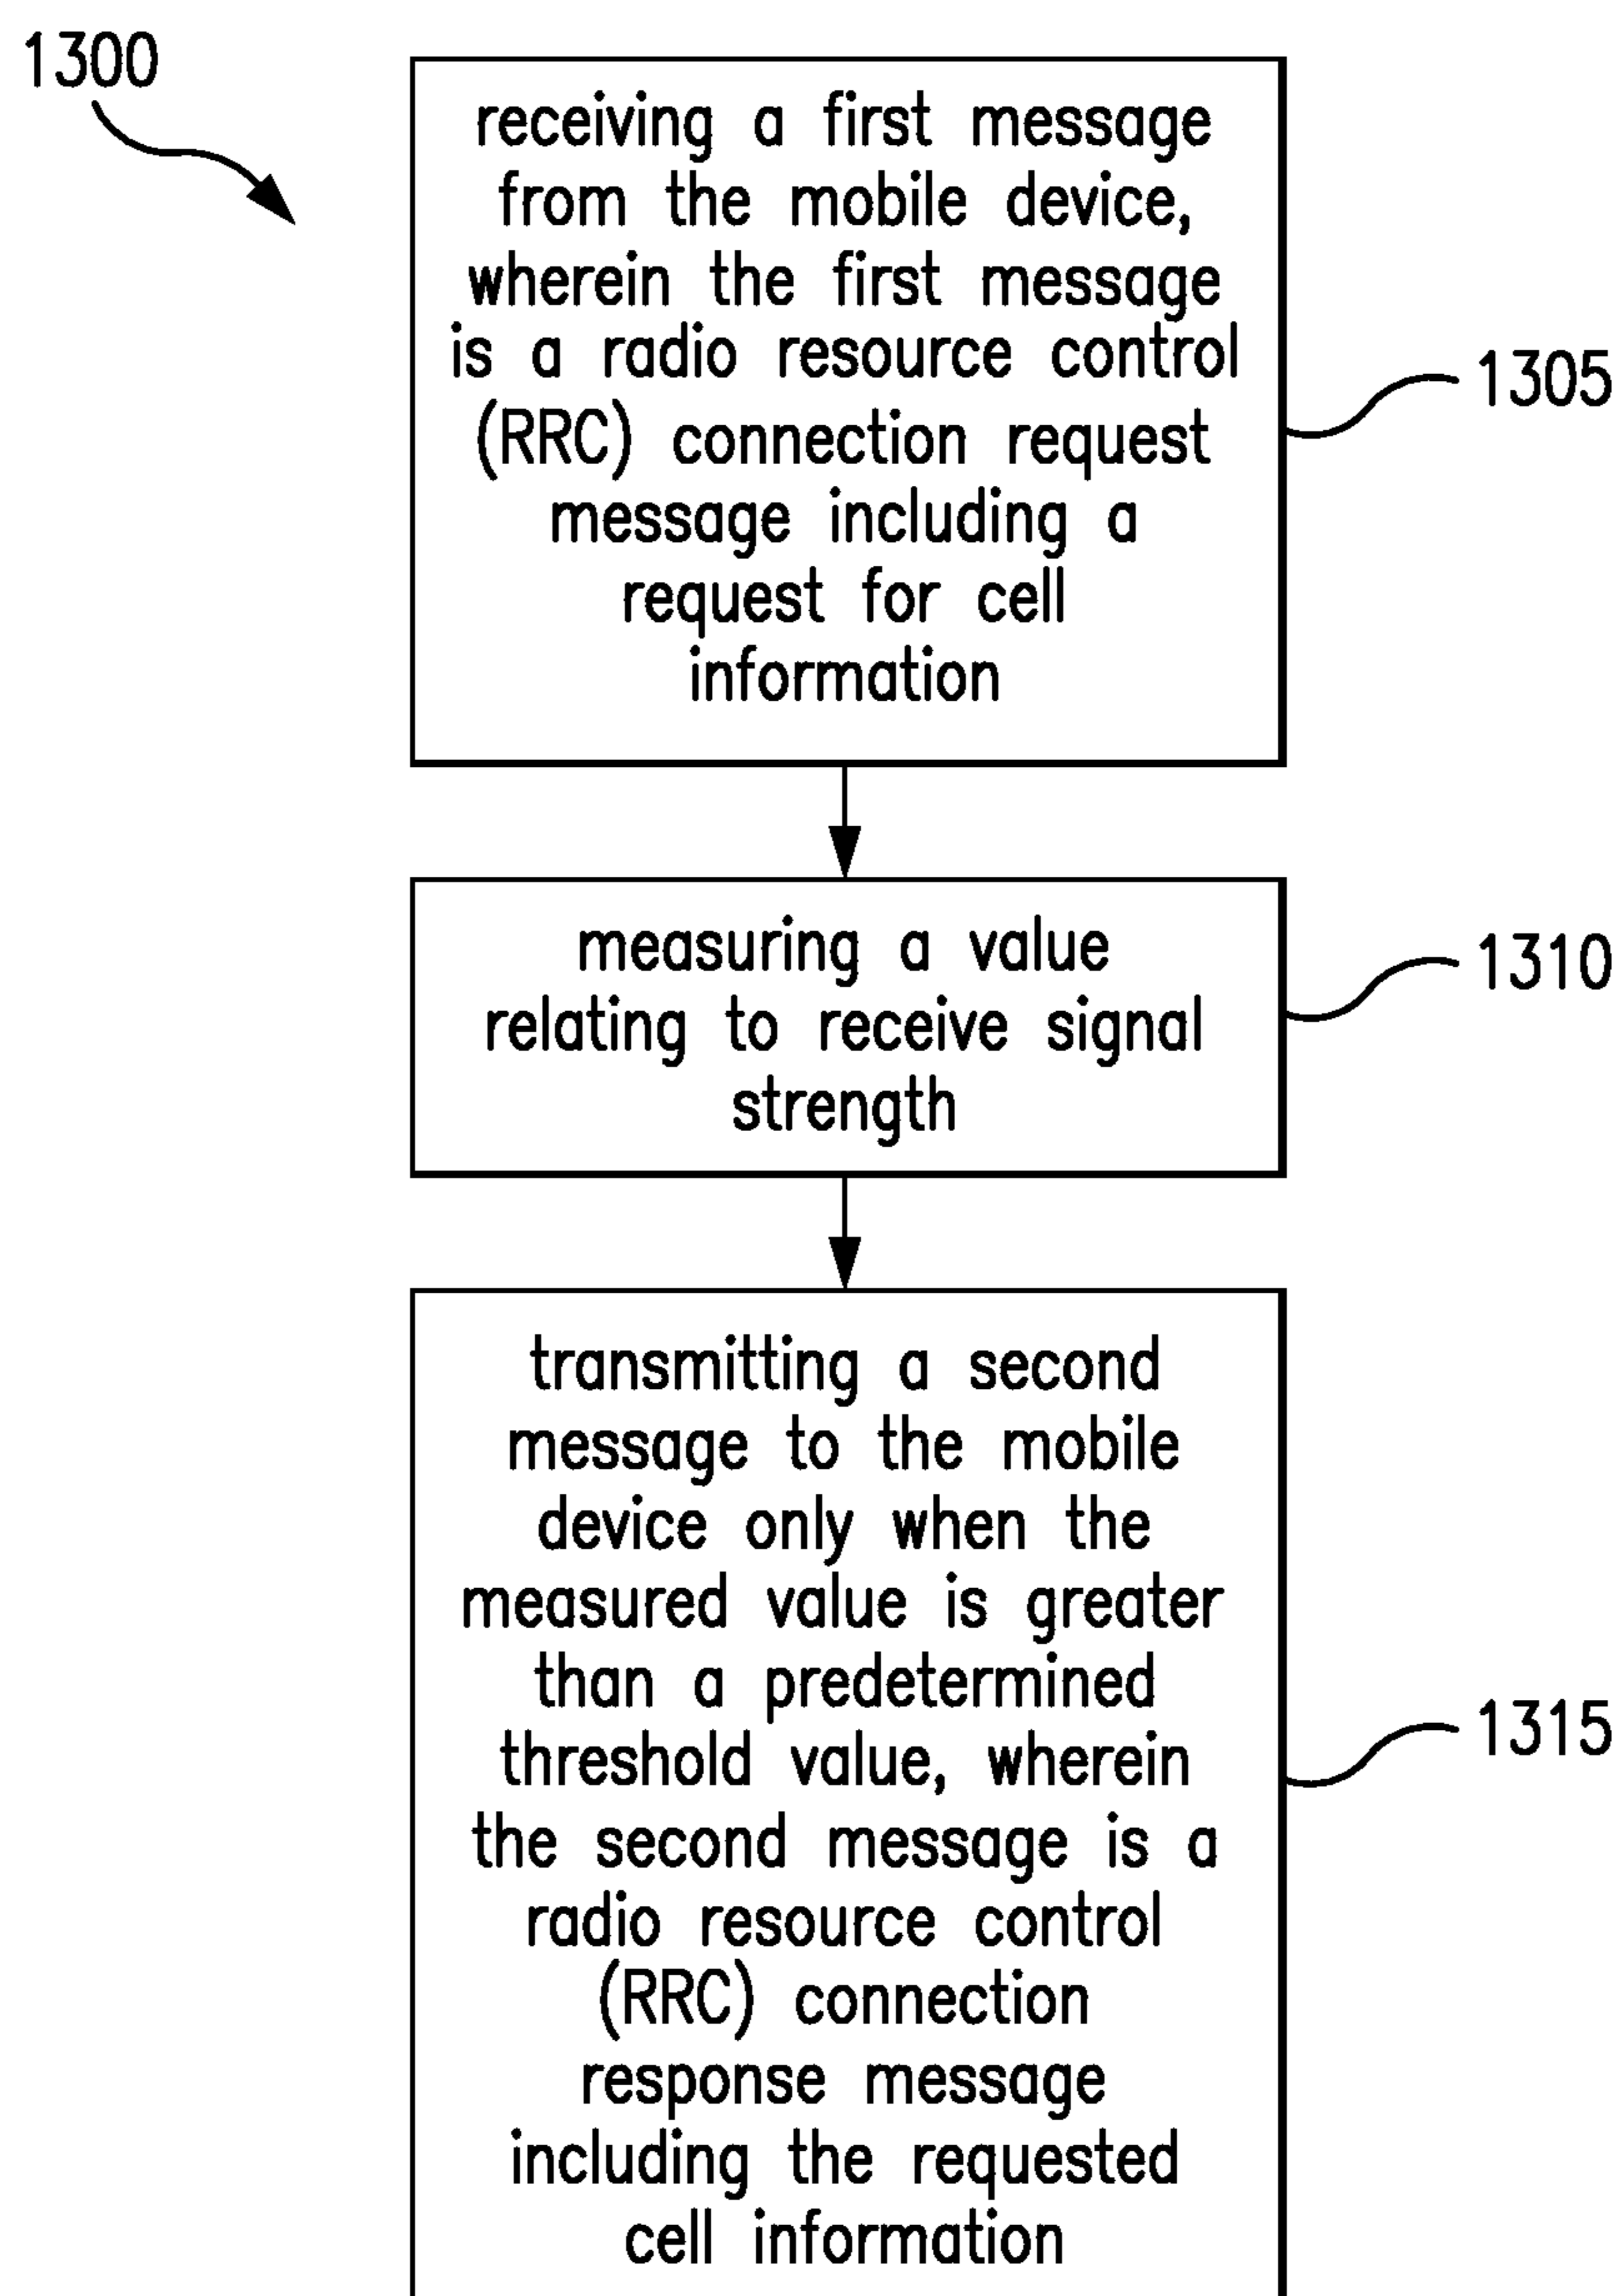 1300
receiving a first message
from the mobile device,
wherein the first message
is a radio resource control
(RRC) connection request
message including a
request for cell
information
1305
measuring a value
relating to receive signal
strength
1310
transmitting a second
message to the mobile
device only when the
measured value is greater
than a predetermined
threshold value, wherein
the second message is a
radio resource control
(RRC) connection
response message
including the requested
cell information
1315